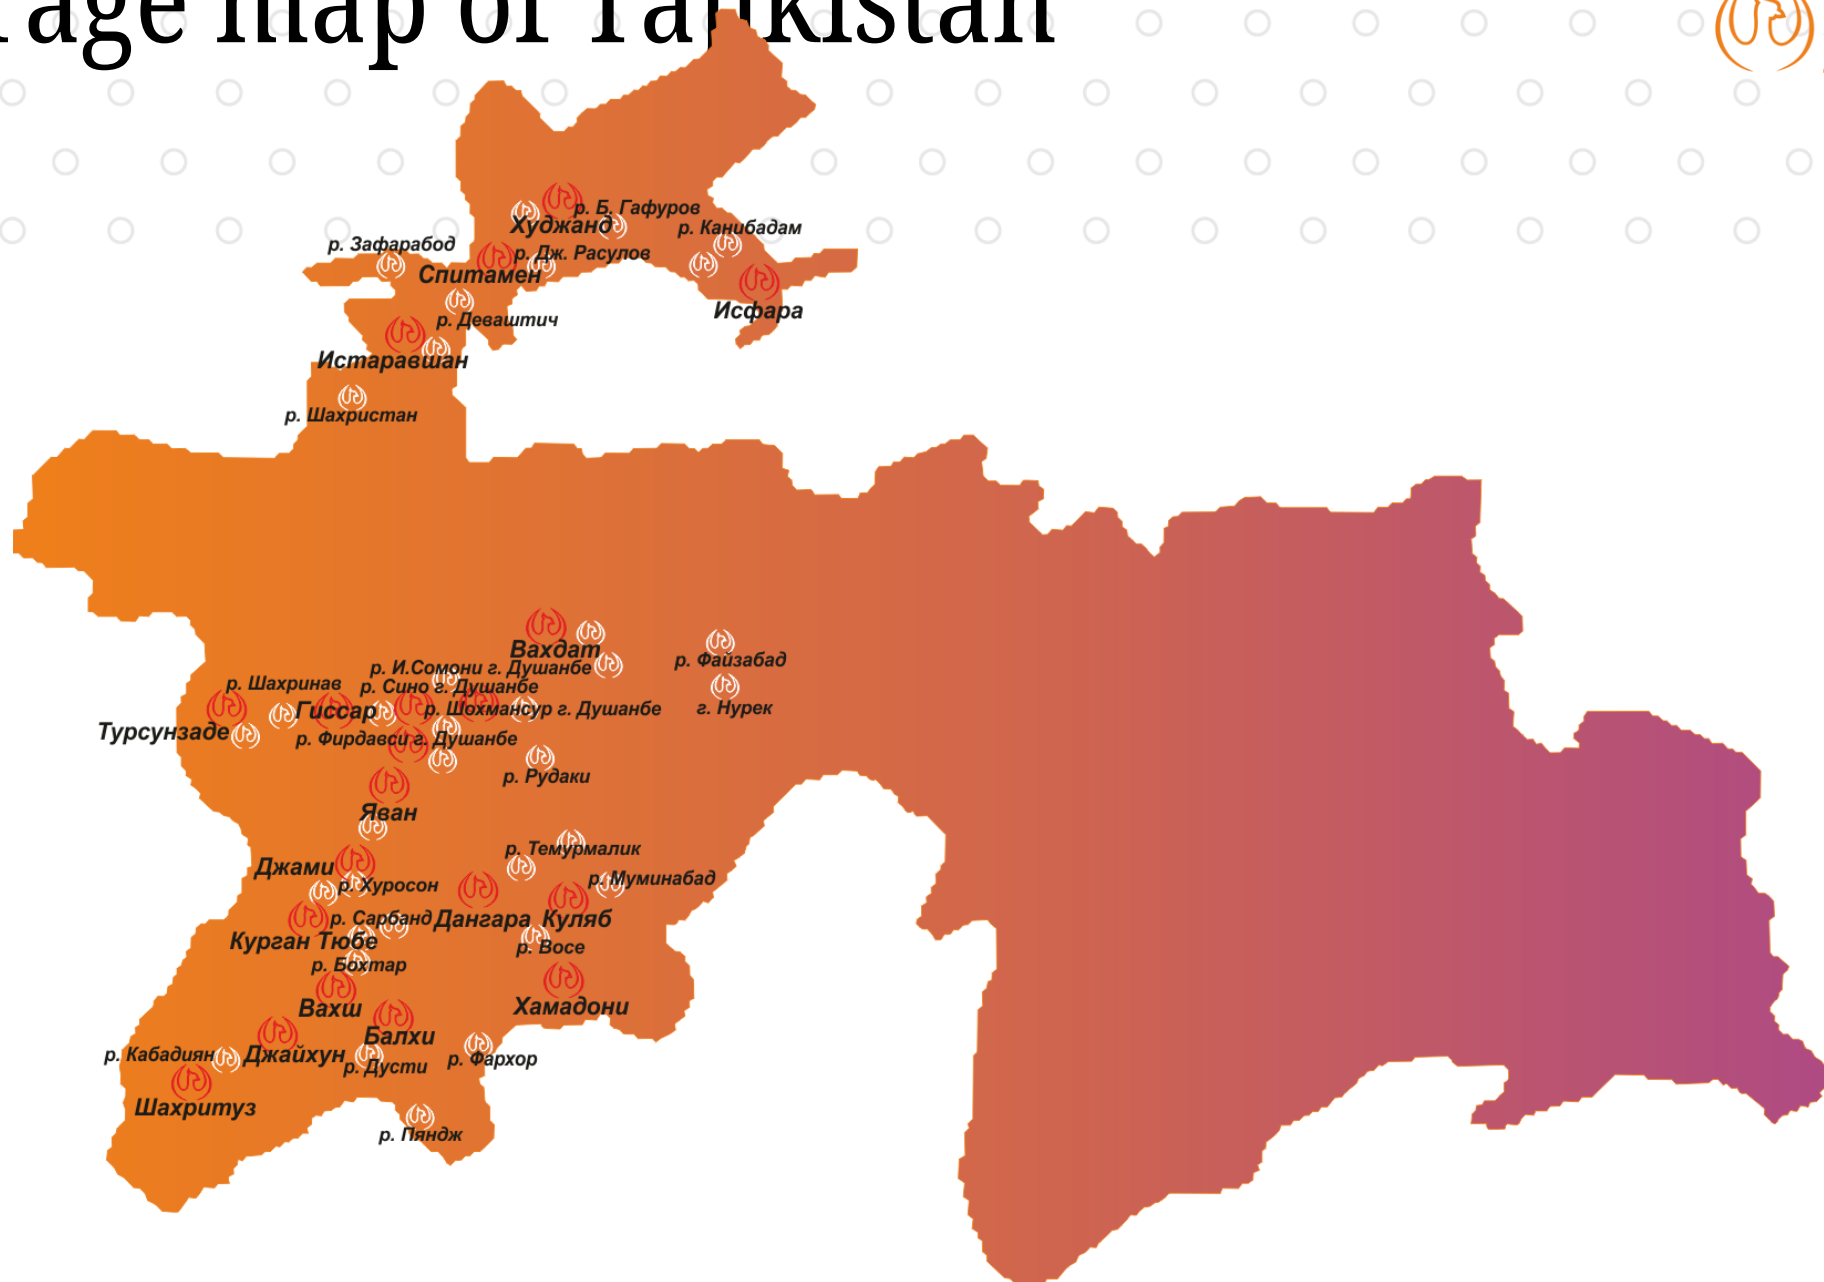 age map of Tajikistan
р. Б. Гафуров
Худжанд
р. Канибадам
р. Зафарабод
р. Дж. Расулов
Спитамен
Исфара
р. Деваштич
Истаравшан
р. Шахристан
Вахдат
р. И.Сомони г. Душанбе
р. Файзабад
р. Шахринав
р. Сино г. Душанбе
Гиссар
р. Шохмансур г. Душанбе
г. Нурек
Турсунзаде
р. Фирдавси г. Душанбе
р. Рудаки
Яван
р. Темурмалик
Джами
р. Хуросон
р. Муминабад
р. Сарбанд
Дангара
Куляб
Курган Тюбе
р. Восе
р. Бохтар
Вахш
Хамадони
Балхи
р. Кабадиян
Джайхун
р. Дусти
р. Фархор
Шахритуз
р. Пяндж